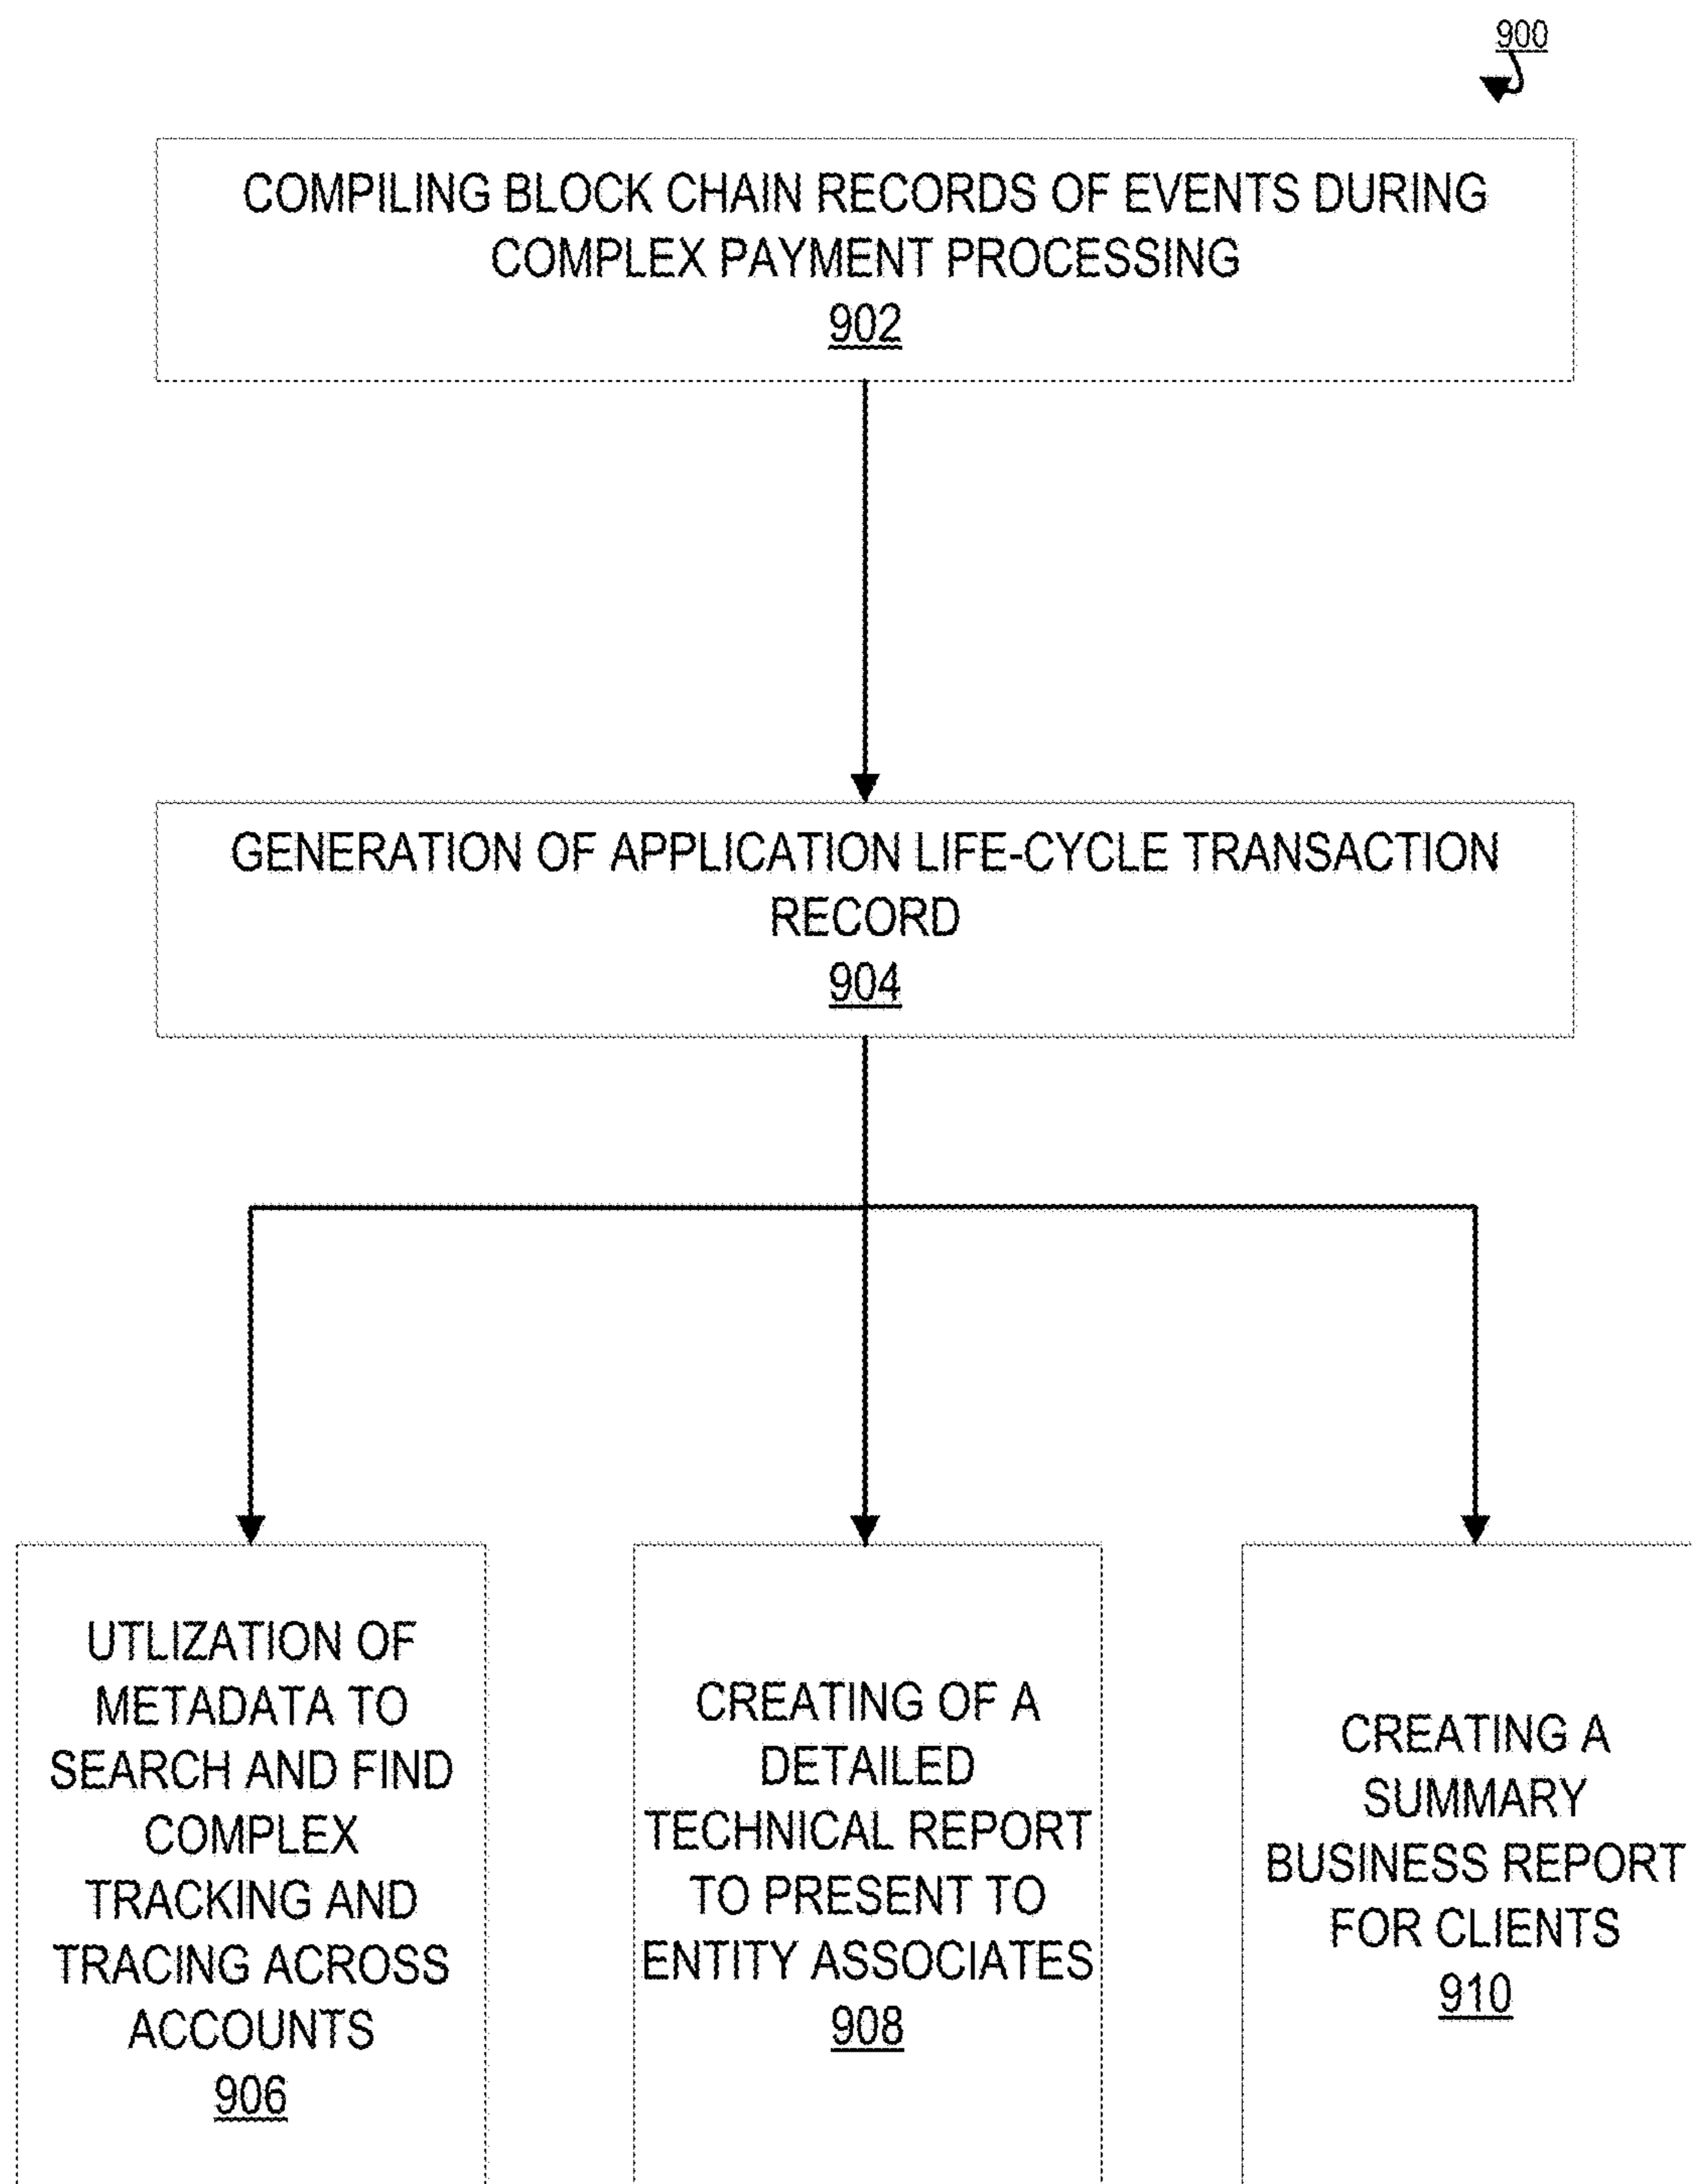 900
COMPILING BLOCK CHAIN RECORDS OF EVENTS DURING
COMPLEX PAYMENT PROCESSING
902
GENERATION OF APPLICATION LIFE-CYCLE TRANSACTION
RECORD
904
UTLIZATION OF
METADATA TO
SEARCH AND FIND
COMPLEX
TRACKING AND
TRACING ACROSS
ACCOUNTS
906
CREATING OF A
DETAILED
TECHNICAL REPORT
TO PRESENT TO
ENTITY ASSOCIATES
908
CREATING A
SUMMARY
BUSINESS REPORT
FOR CLIENTS
910